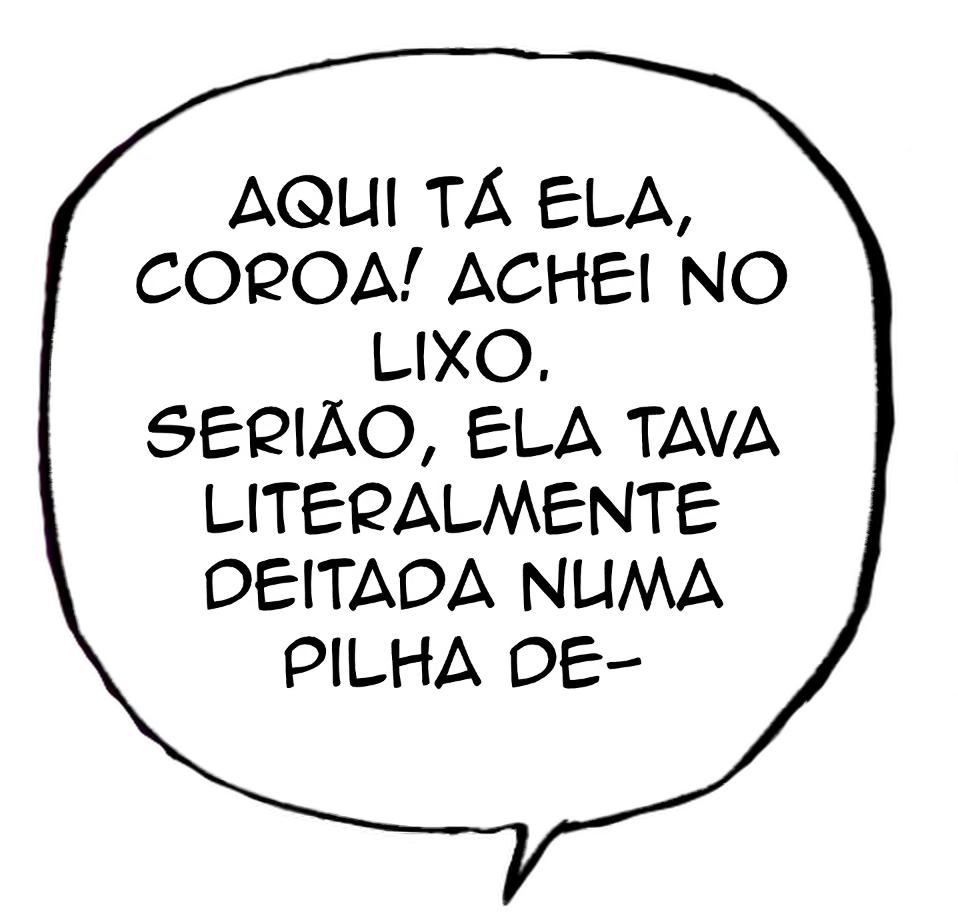 AQUI TÁ ELA,
COROA! ACHEI NO
LIXO.
SERIÃO, ELA TAVA
LITERALMENTE
DEITADA NUMA
PILHA DE-